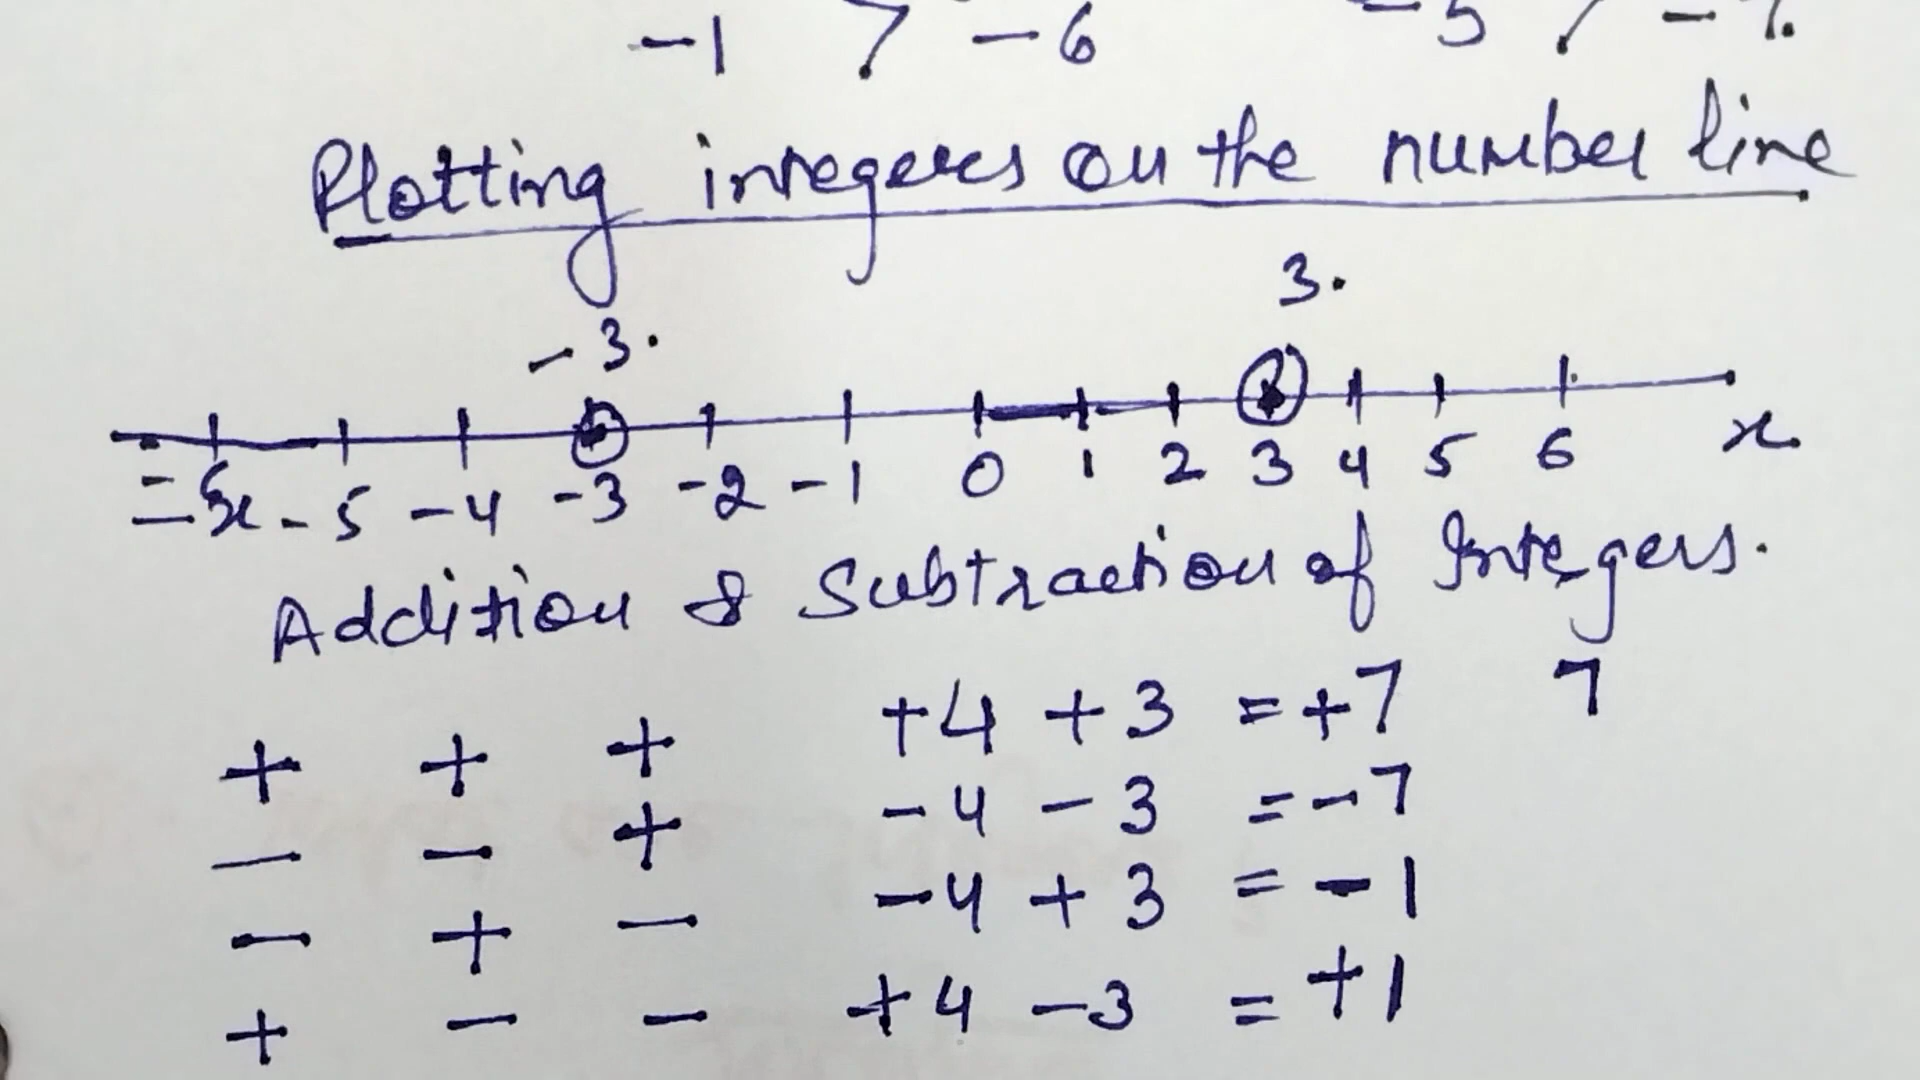 -1 > -6 -5 > -7.
Plotting integers on the number line
-3. 3.
-5 -4 -3 -2 -1 0 1 2 3 4 5 6 x
Addition & Subtraction of Integers.
+ + + +4 +3 = +7 7
- - + -4 -3 = -7
- + - -4 +3 = -1
+ - - +4 -3 = +1